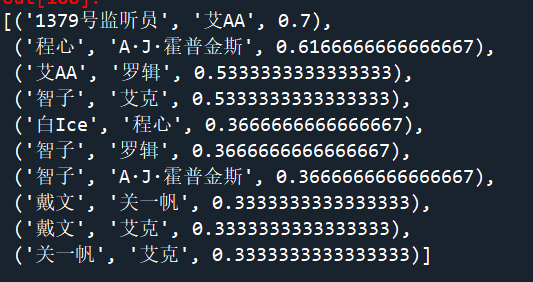 [('1379号监听员', '艾AA', 0.7),
('程心', 'A·J·霍普金斯', 0.6166666666666667),
('艾AA', '罗辑', 0.5333333333333333),
('智子', '艾克', 0.5333333333333333),
('白Ice', '程心', 0.3666666666666667),
('智子', '罗辑', 0.3666666666666667),
('智子', 'A·J·霍普金斯', 0.3666666666666667),
('戴文', '关一帆', 0.3333333333333333),
('戴文', '艾克', 0.3333333333333333),
('关一帆', '艾克', 0.3333333333333333)]